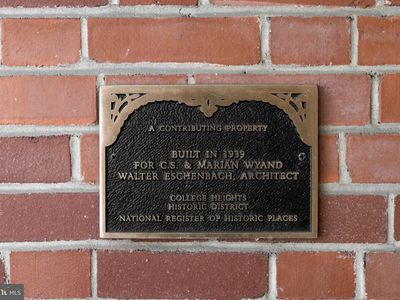 A CONTRIBUTING PROPERTY
BUILT IN 1939
FOR C.S. & MARIAN WYAND
WALTER ESCHENBACH, ARCHITECT
COLLEGE HEIGHTS
HISTORIC DISTRICT
NATIONAL REGISTER OF HISTORIC PLACES
MLS